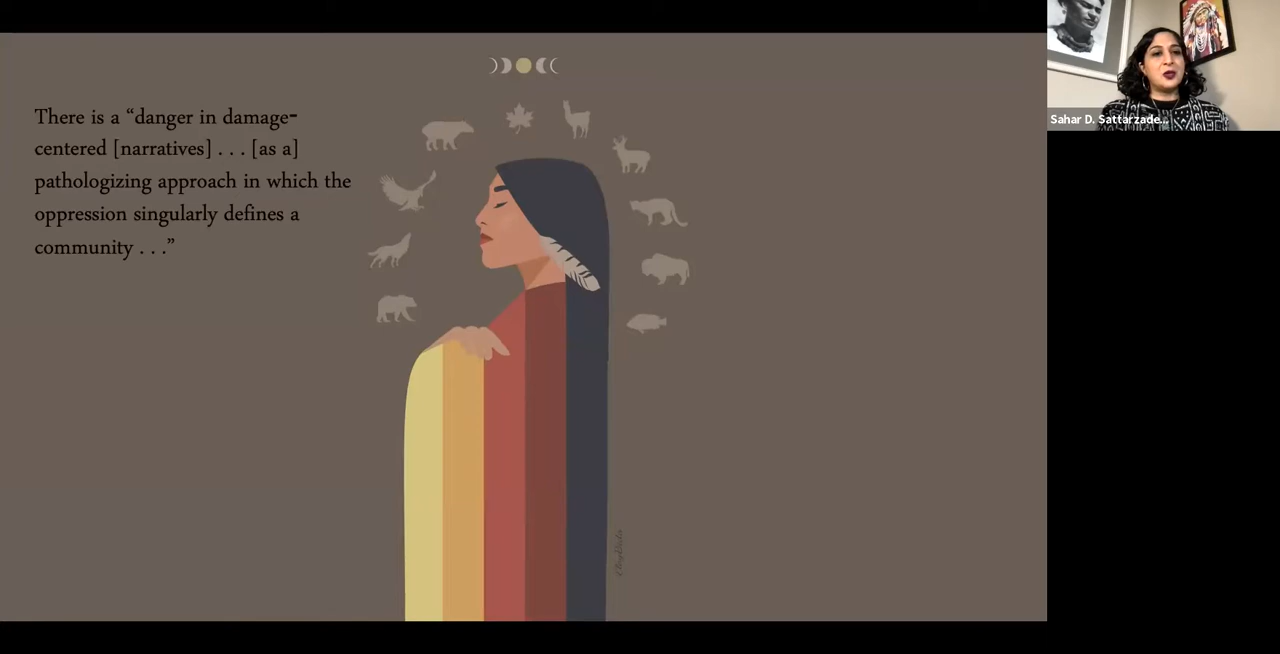 There is a “danger in damage-
centered [narratives] . . . [as a]
pathologizing approach in which the
oppression singularly defines a
community . . .”
Sahar D. Sattarzade...